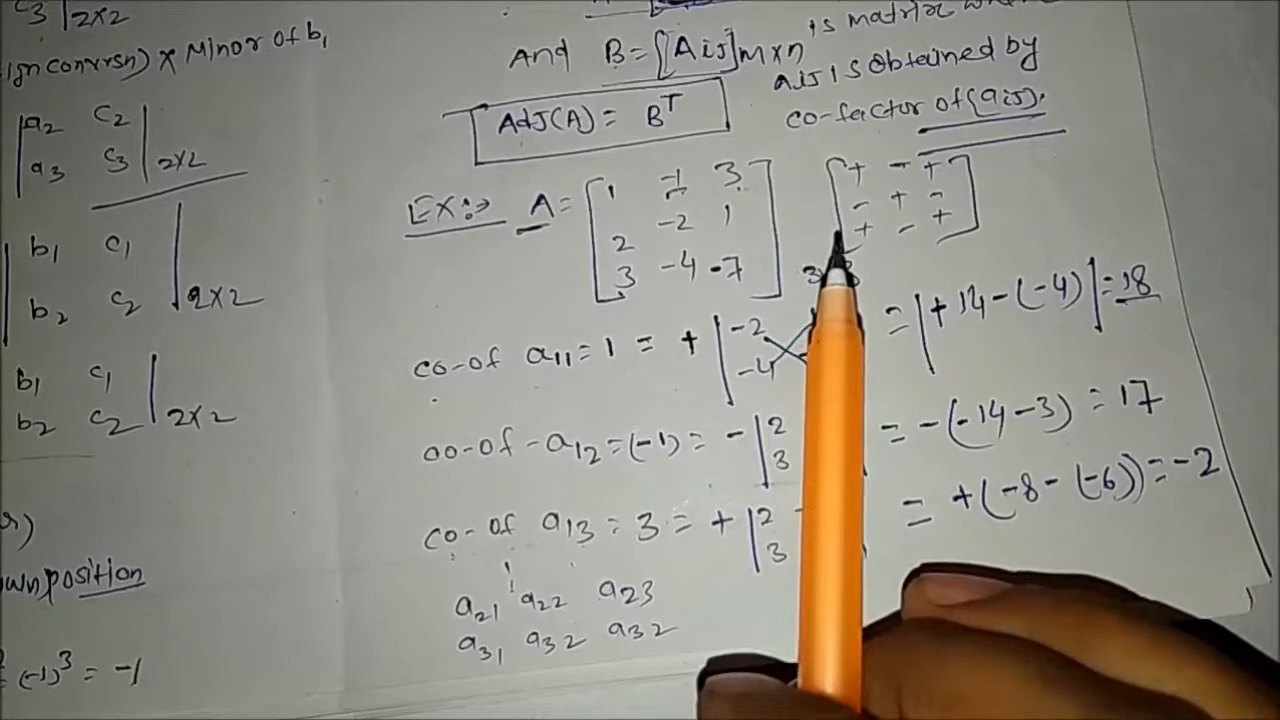 C3 | 2x2
ign convrsn) x Minor of b1
|a2 C2|
|a3 C3| 2x2
|b1 C1|
|b2 C2| 2x2
b1 C1|
b2 C2| 2x2
own position
(-1)^3 = -1
is matrix
And B = [Aij] m x n
aij is obtained by
co-factor of (aij).
Adj(A) = B^T
Ex:-> A = [1 -1 3
2 -2 1
3 -4 -7]
[+ - +
- + -
+ - +]
co-of a11 = 1 = + |-2
-4
= |+14-(-4)| = 18
co-of - a12 = (-1) = - |2
3
= -(-14-3) = 17
co-of a13 = 3 = + |2
3
= +(-8-(-6)) = -2
a21 a22 a23
a31 a32 a32